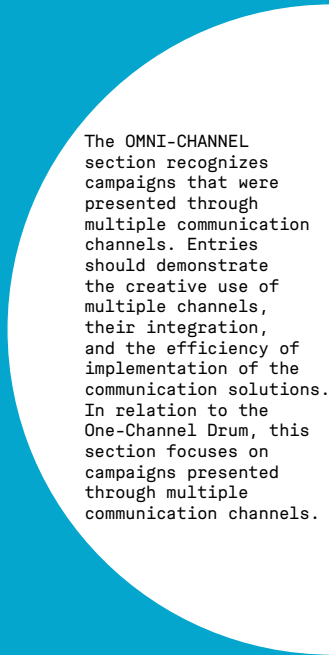 The OMNI-CHANNEL
section recognizes
campaigns that were
presented through
multiple communication
channels. Entries
should demonstrate
the creative use of
multiple channels,
their integration,
and the efficiency of
implementation of the
communication solutions.
In relation to the
One-Channel Drum, this
section focuses on
campaigns presented
through multiple
communication channels.